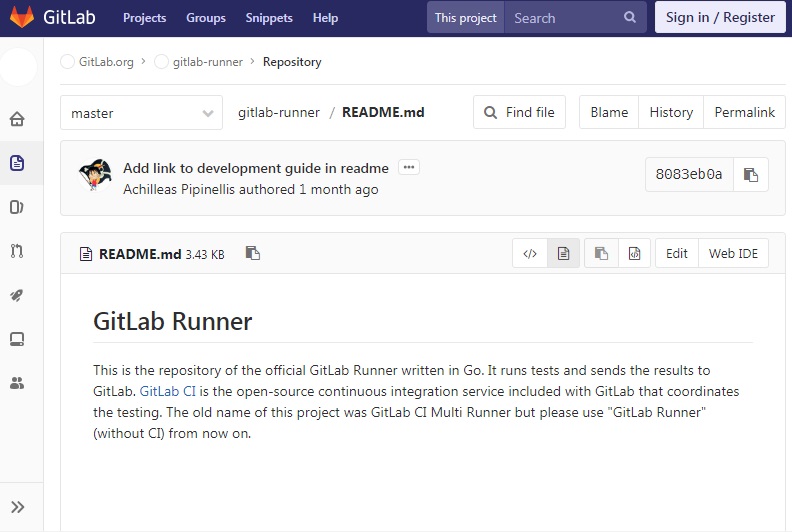 GitLab Projects Groups Snippets Help This project Search Sign in / Register
GitLab.org > gitlab-runner > Repository
master gitlab-runner / README.md Find file Blame History Permalink
Add link to development guide in readme ...
Achilleas Pipinellis authored 1 month ago
8083eb0a
README.md 3.43 KB </> Edit Web IDE
GitLab Runner
This is the repository of the official GitLab Runner written in Go. It runs tests and sends the results to
GitLab. GitLab CI is the open-source continuous integration service included with GitLab that coordinates
the testing. The old name of this project was GitLab CI Multi Runner but please use "GitLab Runner"
(without CI) from now on.